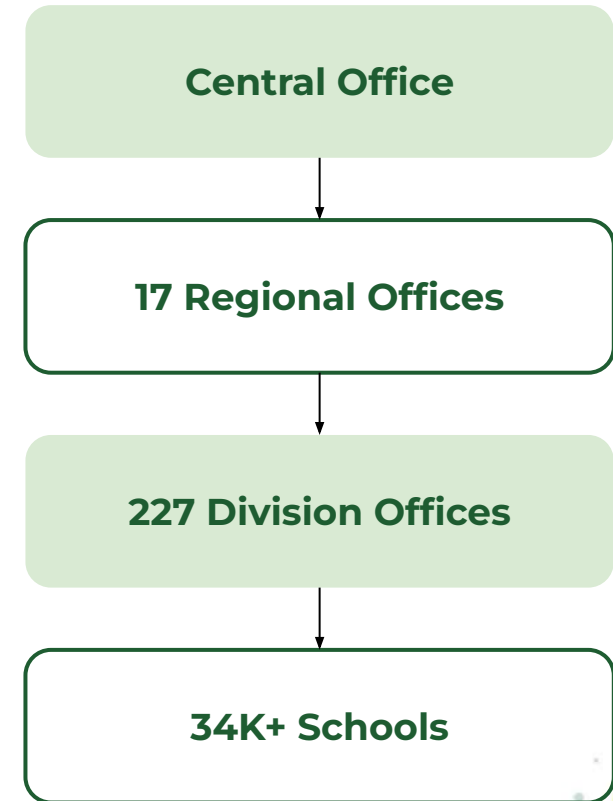 Central Office
17 Regional Offices
227 Division Offices
34K+ Schools